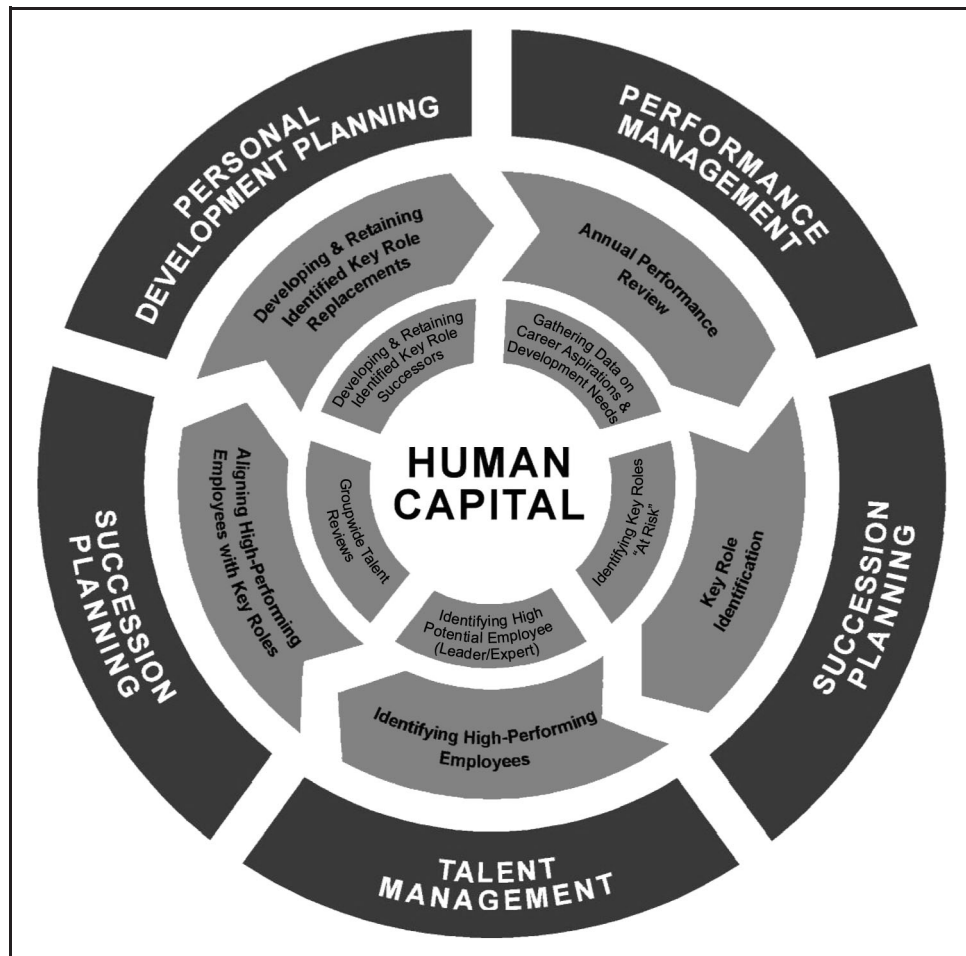 PERSONAL
DEVELOPMENT PLANNING
PERFORMANCE
MANAGEMENT
SUCCESSION
PLANNING
TALENT
MANAGEMENT
SUCCESSION
PLANNING
Developing & Retaining
Identified Key Role
Replacements
Annual Performance
Review
Key Role
Identification
Identifying High-Performing
Employees
Aligning High-Performing
Employees with Key Roles
Developing & Retaining
Identified Key Role
Successors
Gathering Data on
Career Aspirations &
Development Needs
Identifying Key Roles
“At Risk”
Identifying High
Potential Employee
(Leader/Expert)
Groupwide Talent
Reviews
HUMAN
CAPITAL